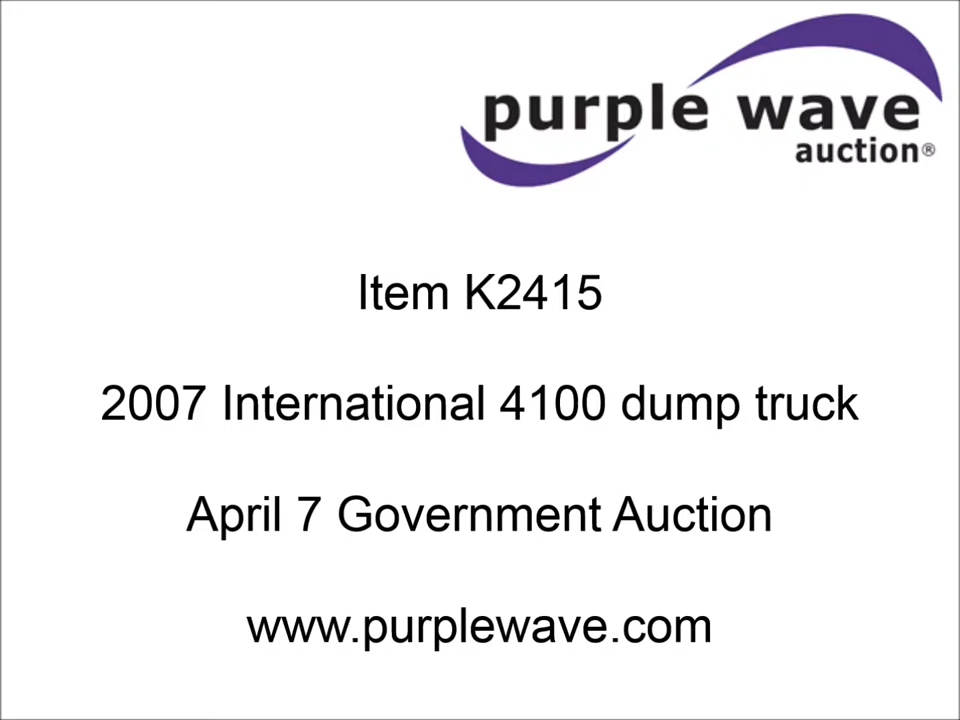 purple wave
auction®
Item K2415
2007 International 4100 dump truck
April 7 Government Auction
www.purplewave.com